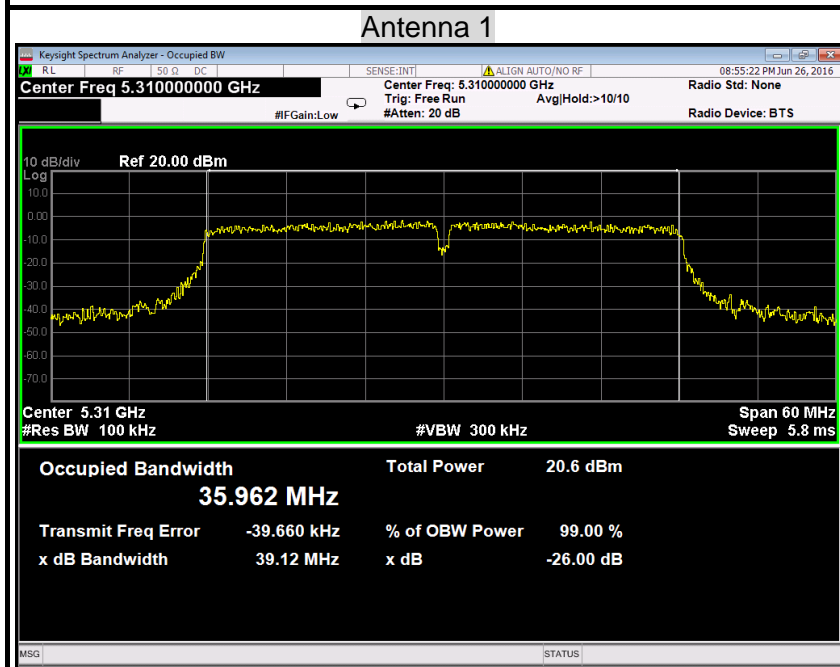 Antenna 1
Keysight Spectrum Analyzer - Occupied BW
LXI RL RF 50 Ω DC SENSE:INT ALIGN AUTO/NO RF 08:55:22 PM Jun 26, 2016
Center Freq 5.310000000 GHz Center Freq: 5.310000000 GHz Radio Std: None
Trig: Free Run Avg|Hold:>10/10
#IFGain:Low #Atten: 20 dB Radio Device: BTS
10 dB/div Ref 20.00 dBm
Log
10.0
0.00
-10.0
-20.0
-30.0
-40.0
-50.0
-60.0
-70.0
Center 5.31 GHz Span 60 MHz
#Res BW 100 kHz #VBW 300 kHz Sweep 5.8 ms
Occupied Bandwidth Total Power 20.6 dBm
35.962 MHz
Transmit Freq Error -39.660 kHz % of OBW Power 99.00 %
x dB Bandwidth 39.12 MHz x dB -26.00 dB
MSG STATUS